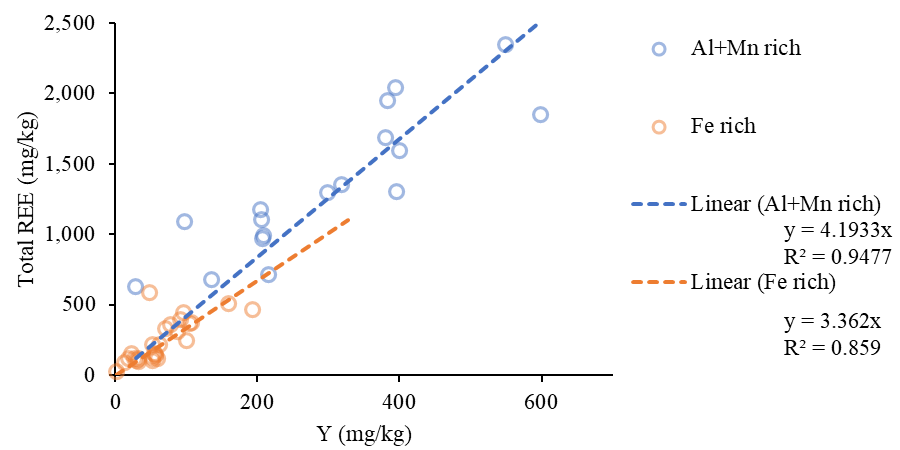 2,500
2,000
1,500
1,000
500
0
Total REE (mg/kg)
0
200
400
600
Y (mg/kg)
Al+Mn rich
Fe rich
Linear (Al+Mn rich)
y = 4.1933x
R² = 0.9477
Linear (Fe rich)
y = 3.362x
R² = 0.859